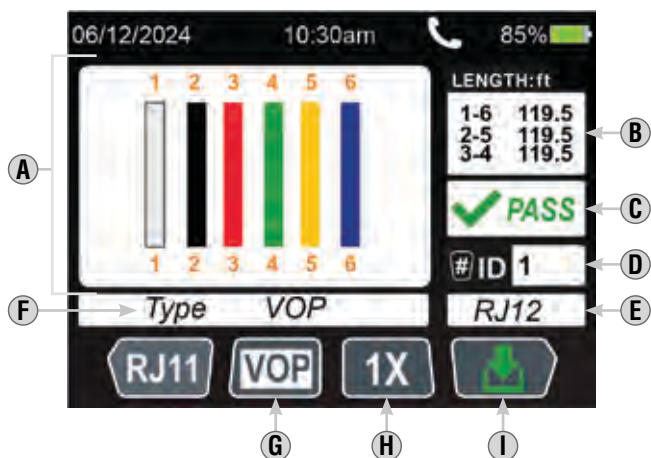 06/12/2024 10:30am 85%
1 2 3 4 5 6
1 2 3 4 5 6
LENGTH:ft
1-6 119.5
2-5 119.5
3-4 119.5
PASS
# ID 1
Type VOP
RJ12
RJ11 VOP 1X
A
B
C
D
E
F
G H I